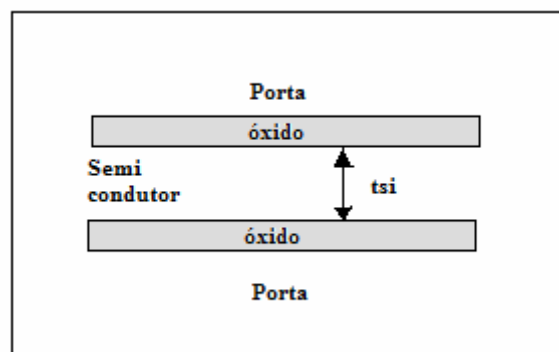 Porta
óxido
Semi
condutor
tsi
óxido
Porta